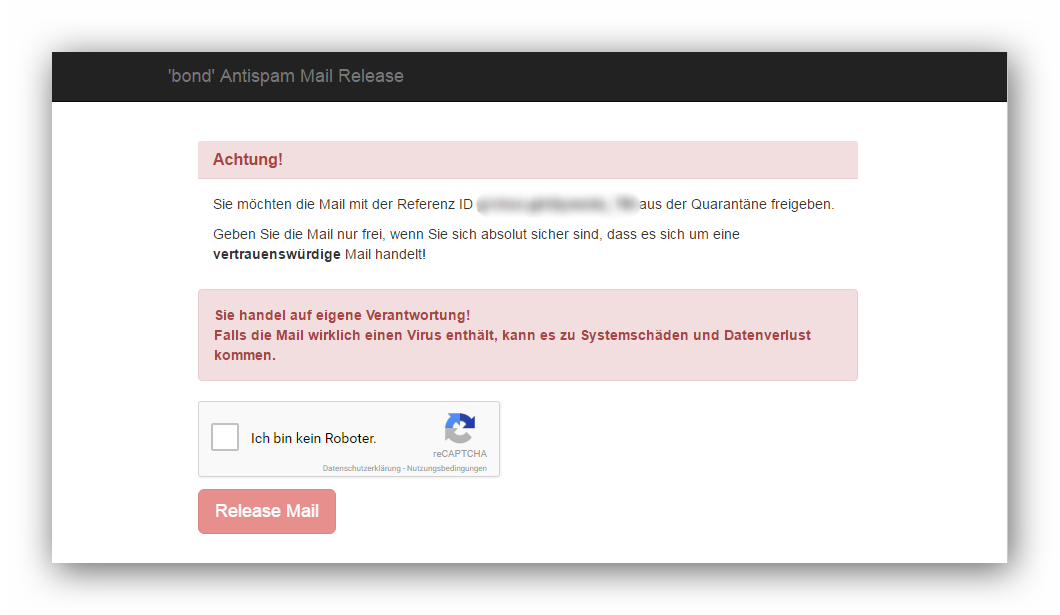 'bond' Antispam Mail Release
Achtung!
Sie möchten die Mail mit der Referenz ID aus der Quarantäne freigeben.
Geben Sie die Mail nur frei, wenn Sie sich absolut sicher sind, dass es sich um eine
vertrauenswürdige Mail handelt!
Sie handel auf eigene Verantwortung!
Falls die Mail wirklich einen Virus enthält, kann es zu Systemschäden und Datenverlust
kommen.
Ich bin kein Roboter.
reCAPTCHA
Datenschutzerklärung - Nutzungsbedingungen
Release Mail